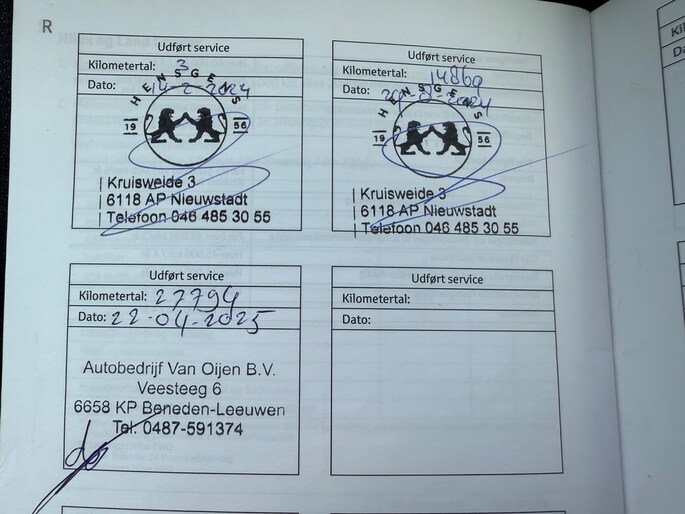 R
Udført service
Kilometertal: 3
Dato: 14-2-2024
HENSGENS
19 56
| Kruisweide 3
| 6118 AP Nieuwstadt
| Telefoon 046 485 30 55
Udført service
Kilometertal: 14869
Dato:
HENSGENS
19 56
| Kruisweide 3
| 6118 AP Nieuwstadt
| Telefoon 046 485 30 55
Udført service
Kilometertal: 27794
Dato: 22-04-2025
Autobedrijf Van Oijen B.V.
Veesteeg 6
6658 KP Beneden-Leeuwen
Tel. 0487-591374
Udført service
Kilometertal:
Dato:
Kil
Da